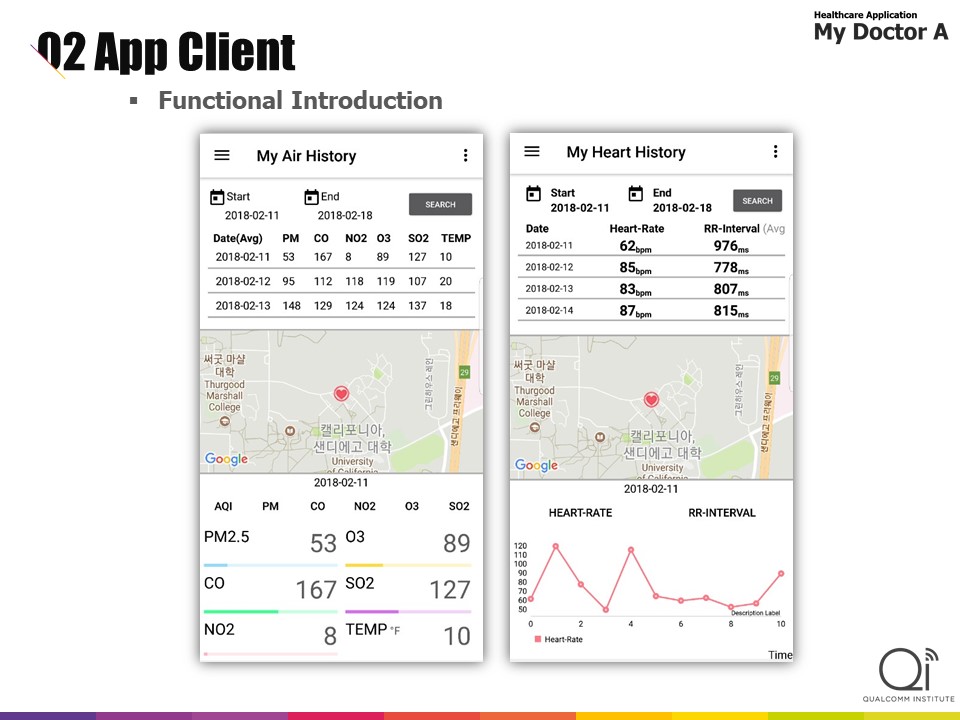 Healthcare Application
My Doctor A
02 App Client
▪ Functional Introduction
My Air History
Start
2018-02-11
End
2018-02-18
SEARCH
Date(Avg) PM CO NO2 O3 SO2 TEMP
2018-02-11 53 167 8 89 127 10
2018-02-12 95 112 118 119 107 20
2018-02-13 148 129 124 124 137 18
써굿 마샬
대학
Thurgood
Marshall
College
29
그린하우스 레인
샌디에고 프리웨이
캘리포니아,
샌디에고 대학
University
of California
Google
2018-02-11
AQI PM CO NO2 O3 SO2
PM2.5 53 O3 89
CO 167 SO2 127
NO2 8 TEMP °F 10
My Heart History
Start
2018-02-11
End
2018-02-18
SEARCH
Date Heart-Rate RR-Interval (Avg
2018-02-11 62bpm 976ms
2018-02-12 85bpm 778ms
2018-02-13 83bpm 807ms
2018-02-14 87bpm 815ms
써굿 마샬
대학
Thurgood
Marshall
College
29
그린하우스 레인
샌디에고 프리웨이
캘리포니아,
샌디에고 대학
University
of California
Google
2018-02-11
HEART-RATE RR-INTERVAL
120
110
100
90
80
70
60
50
0 2 4 6 8 10
Description Label
Heart-Rate
Time
Qi
QUALCOMM INSTITUTE